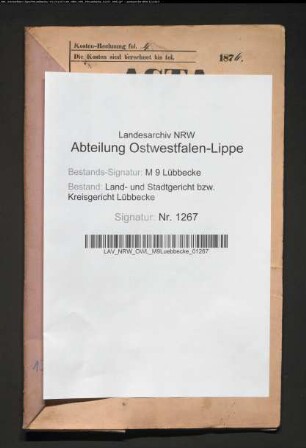 Kosten-Rechnung fol.
Die Kosten sind berechnet bis fol.
187
ACTA
Landesarchiv NRW
Abteilung Ostwestfalen-Lippe
Bestands-Signatur: M 9 Lübbecke
Bestand: Land- und Stadtgericht bzw.
Kreisgericht Lübbecke
Signatur: Nr. 1267
LAV_NRW_OWL_M9Luebbecke_01267